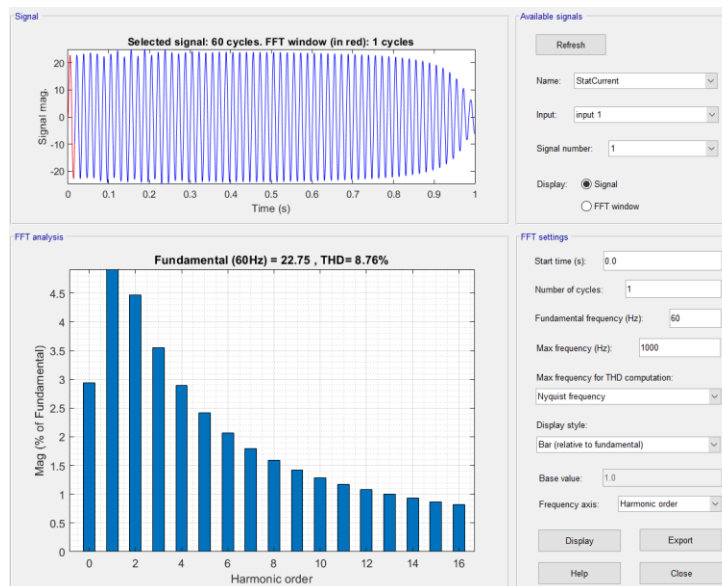 Signal
Selected signal: 60 cycles. FFT window (in red): 1 cycles
20
10
0
-10
-20
Signal mag.
0 0.1 0.2 0.3 0.4 0.5 0.6 0.7 0.8 0.9 1
Time (s)
Available signals
Refresh
Name: StatCurrent
Input: input 1
Signal number: 1
Display: Signal
FFT window
FFT analysis
Fundamental (60Hz) = 22.75 , THD= 8.76%
4.5
4
3.5
3
2.5
2
1.5
1
0.5
0
Mag (% of Fundamental)
0 2 4 6 8 10 12 14 16
Harmonic order
FFT settings
Start time (s): 0.0
Number of cycles: 1
Fundamental frequency (Hz): 60
Max frequency (Hz): 1000
Max frequency for THD computation:
Nyquist frequency
Display style:
Bar (relative to fundamental)
Base value: 1.0
Frequency axis: Harmonic order
Display Export
Help Close